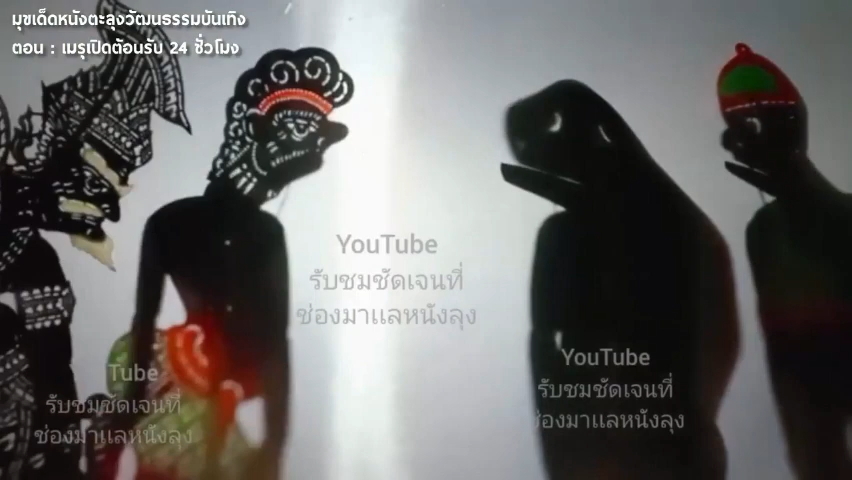 มุขเด็ดหนังตะลุงวัฒนธรรมบันเทิง
ตอน : เมรุเปิดต้อนรับ 24 ชั่วโมง
YouTube
รับชมชัดเจนที่
ช่องมาแลหนังลุง
Tube
รับชมชัดเจนที่
ช่องมาแลหนังลุง
YouTube
รับชมชัดเจนที่
ช่องมาแลหนังลุง